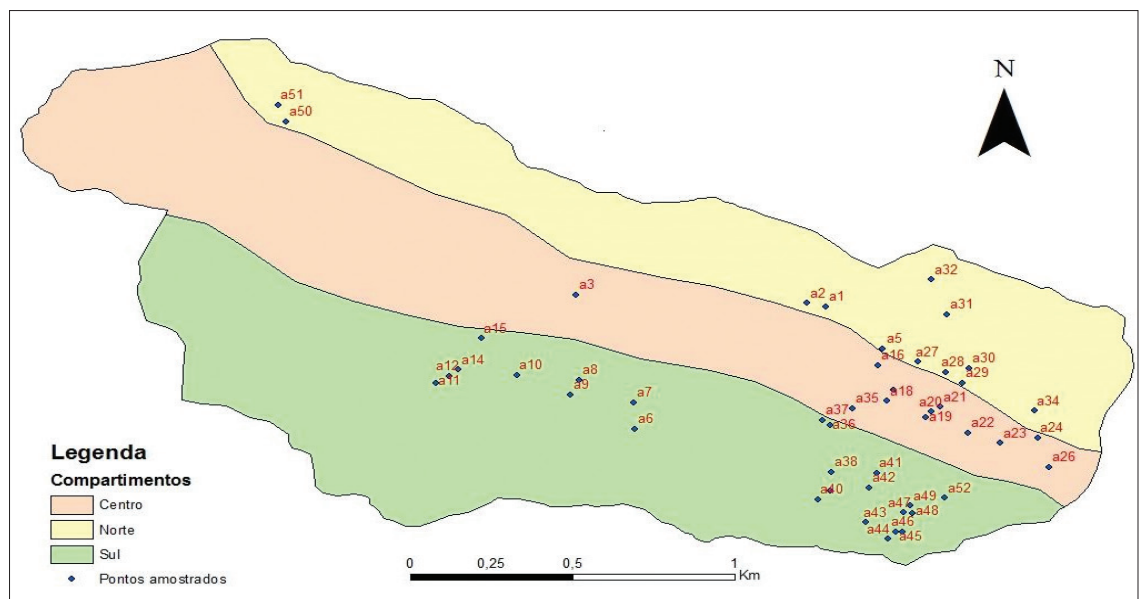 N
a51
a50
a32
a3
a2
a1
a31
a15
a5
a16
a27
a28
a30
a29
a12
a14
a11
a10
a8
a9
a7
a6
a37
a35
a18
a20
a21
a19
a34
a36
a22
a23
a24
a26
a38
a41
a42
a40
a47
a49
a52
a48
a43
a46
a44
a45
Legenda
Compartimentos
Centro
Norte
Sul
Pontos amostrados
0 0,25 0,5 1
Km